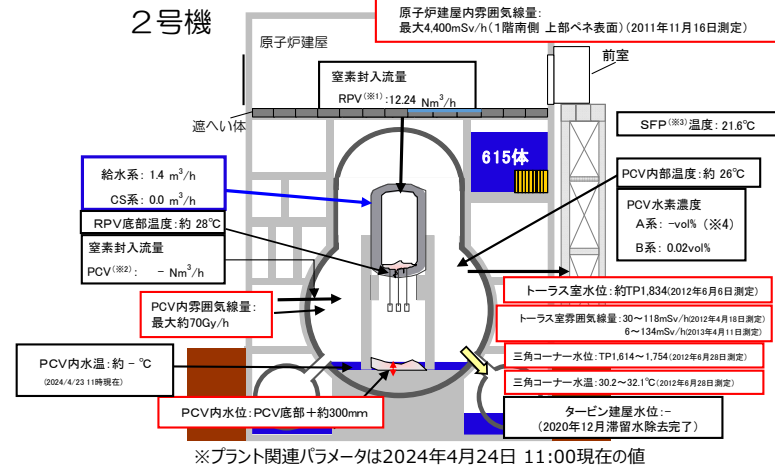 2号機
原子炉建屋内雰囲気線量:
最大4,400mSv/h(1階南側 上部ペネ表面)(2011年11月16日測定)
原子炉建屋
前室
窒素封入流量
RPV(※1):12.24 Nm3/h
遮へい体
SFP(※3)温度:21.6℃
615体
給水系: 1.4 m3/h
CS系: 0.0 m3/h
PCV内部温度:約 26℃
RPV底部温度:約 28℃
PCV水素濃度
A系: -vol% (※4)
B系: 0.02vol%
窒素封入流量
PCV(※2): - Nm3/h
トーラス室水位:約TP1,834(2012年6月6日測定)
PCV内雰囲気線量:
最大約70Gy/h
トーラス室雰囲気線量:30~118mSv/h(2012年4月18日測定)
6~134mSv/h(2013年4月11日測定)
三角コーナー水位:TP1,614~1,754(2012年6月28日測定)
PCV内水温:約 - ℃
(2024/4/23 11時現在)
三角コーナー水温:30.2~32.1℃(2012年6月28日測定)
PCV内水位:PCV底部+約300mm
タービン建屋水位:-
(2020年12月滞留水除去完了)
※プラント関連パラメータは2024年4月24日 11:00現在の値